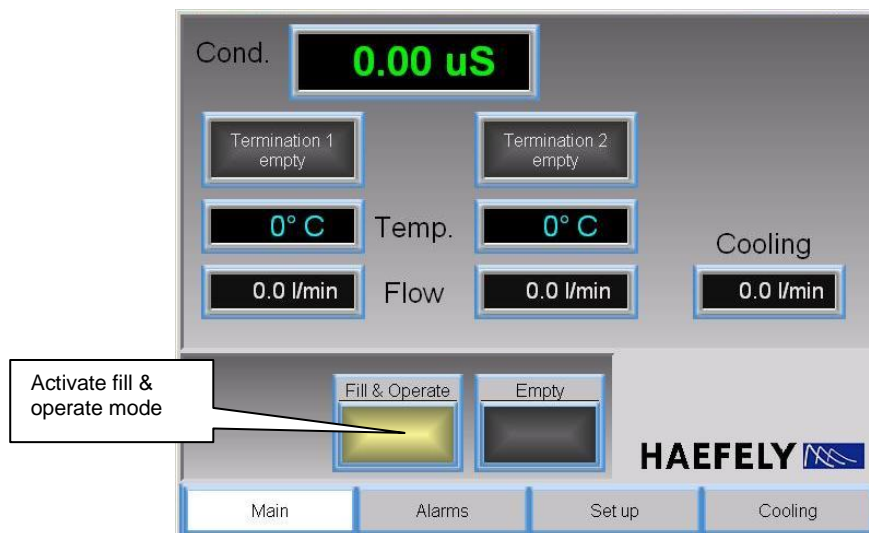 Cond.
0.00 uS
Termination 1
empty
Termination 2
empty
0° C
Temp.
0° C
Cooling
0.0 l/min
Flow
0.0 l/min
0.0 l/min
Activate fill &
operate mode
Fill & Operate
Empty
HAEFELY
Main
Alarms
Set up
Cooling